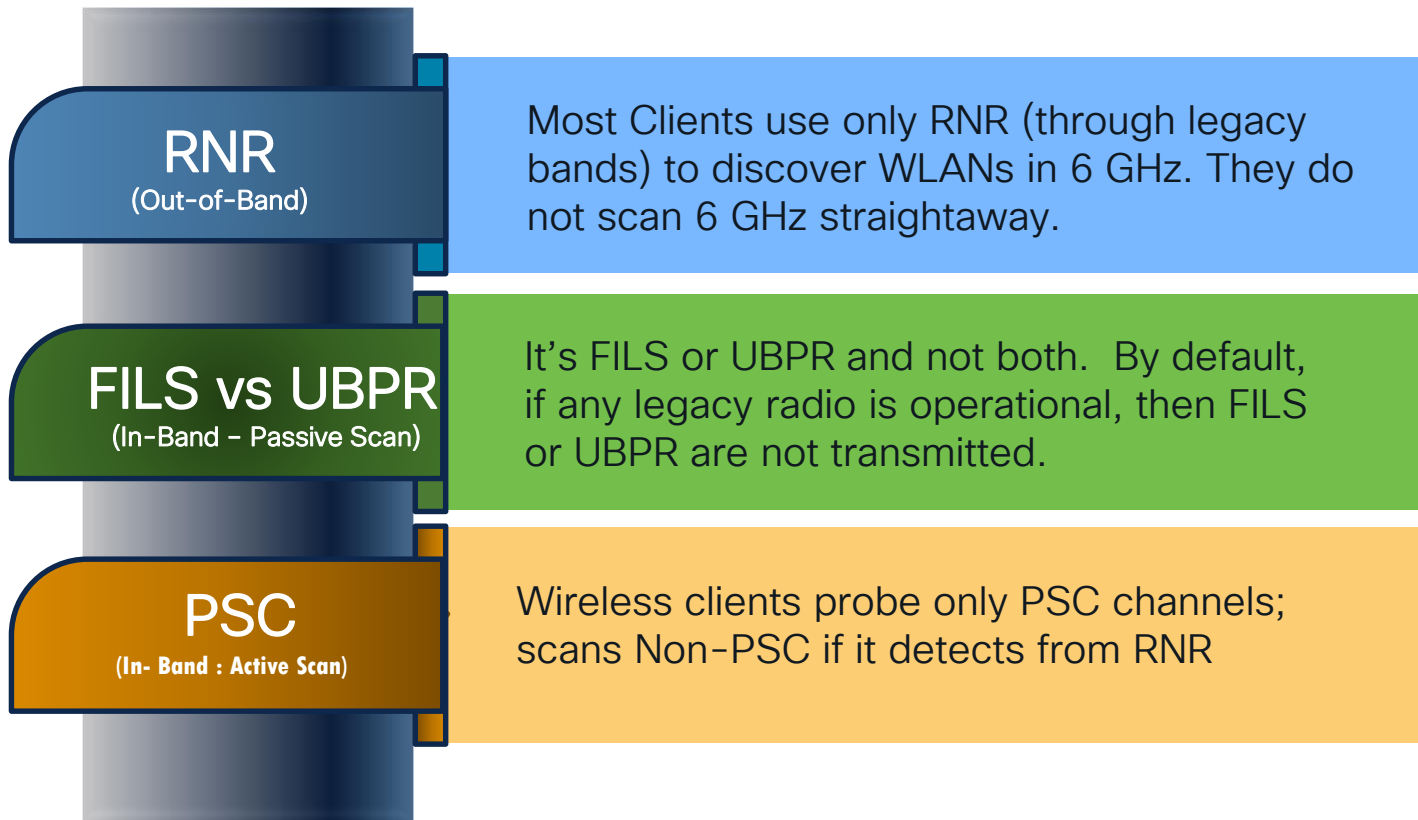 RNR
(Out-of-Band)
Most Clients use only RNR (through legacy
bands) to discover WLANs in 6 GHz. They do
not scan 6 GHz straightaway.
FILS vs UBPR
(In-Band – Passive Scan)
It’s FILS or UBPR and not both.  By default,
if any legacy radio is operational, then FILS
or UBPR are not transmitted.
PSC
(In- Band : Active Scan)
Wireless clients probe only PSC channels;
scans Non-PSC if it detects from RNR